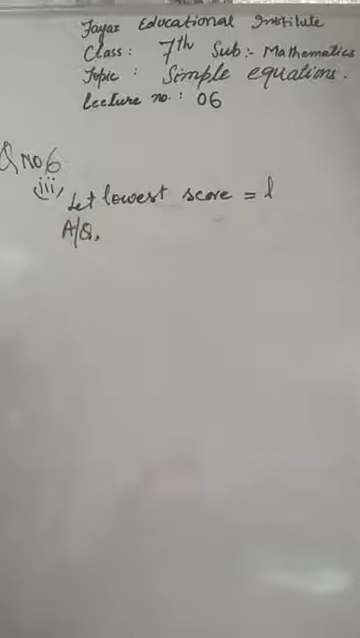 Jayaz Educational Institute
Class: 7th Sub:- Mathematics
Topic : Simple equations.
Lecture no. : 06
Q no 6
(iii) Let lowest score = l
A/Q,